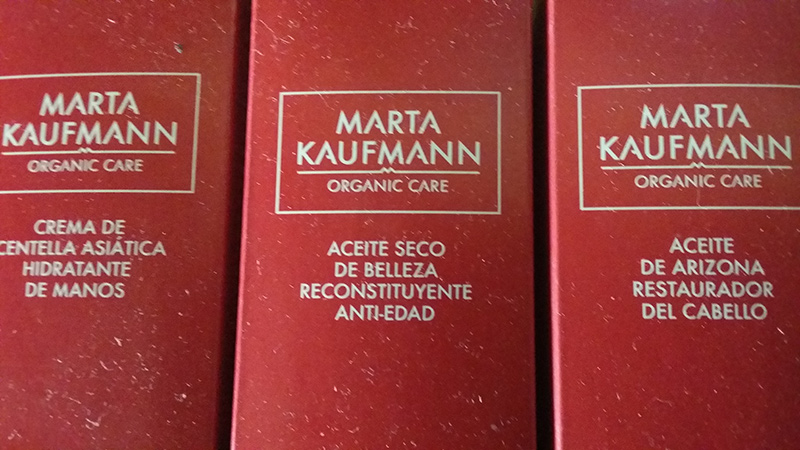 MARTA
KAUFMANN
ORGANIC CARE
CREMA DE
CENTELLA ASIÁTICA
HIDRATANTE
DE MANOS
MARTA
KAUFMANN
ORGANIC CARE
ACEITE SECO
DE BELLEZA
RECONSTITUYENTE
ANTI-EDAD
MARTA
KAUFMANN
ORGANIC CARE
ACEITE
DE ARIZONA
RESTAURADOR
DEL CABELLO